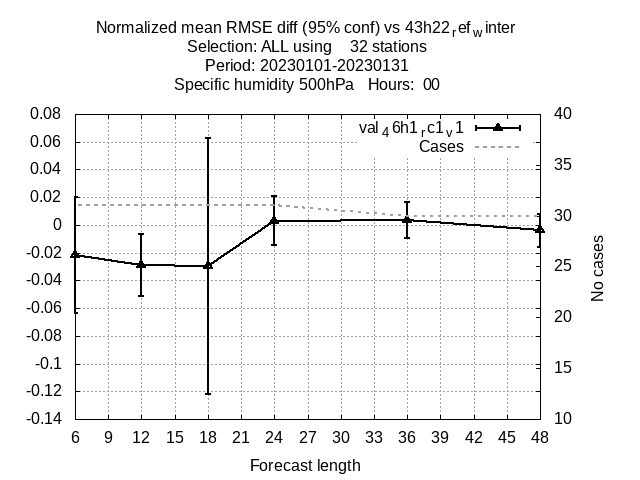 Normalized mean RMSE diff (95% conf) vs 43h22refwinter
Selection: ALL using 32 stations
Period: 20230101-20230131
Specific humidity 500hPa Hours: 00
val46h1rc1v1
Cases
0.08
0.06
0.04
0.02
0
-0.02
-0.04
-0.06
-0.08
-0.1
-0.12
-0.14
40
35
30
25
20
15
10
No cases
6 9 12 15 18 21 24 27 30 33 36 39 42 45 48
Forecast length